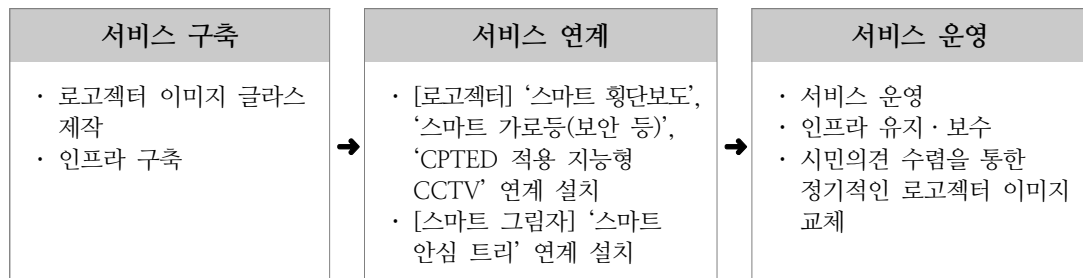 서비스 구축
· 로고젝터 이미지 글라스
제작
· 인프라 구축
➜
서비스 연계
· [로고젝터] ‘스마트 횡단보도’,
‘스마트 가로등(보안 등)’,
‘CPTED 적용 지능형
CCTV’ 연계 설치
· [스마트 그림자] ‘스마트
안심 트리’ 연계 설치
➜
서비스 운영
· 서비스 운영
· 인프라 유지 · 보수
· 시민의견 수렴을 통한
정기적인 로고젝터 이미지
교체